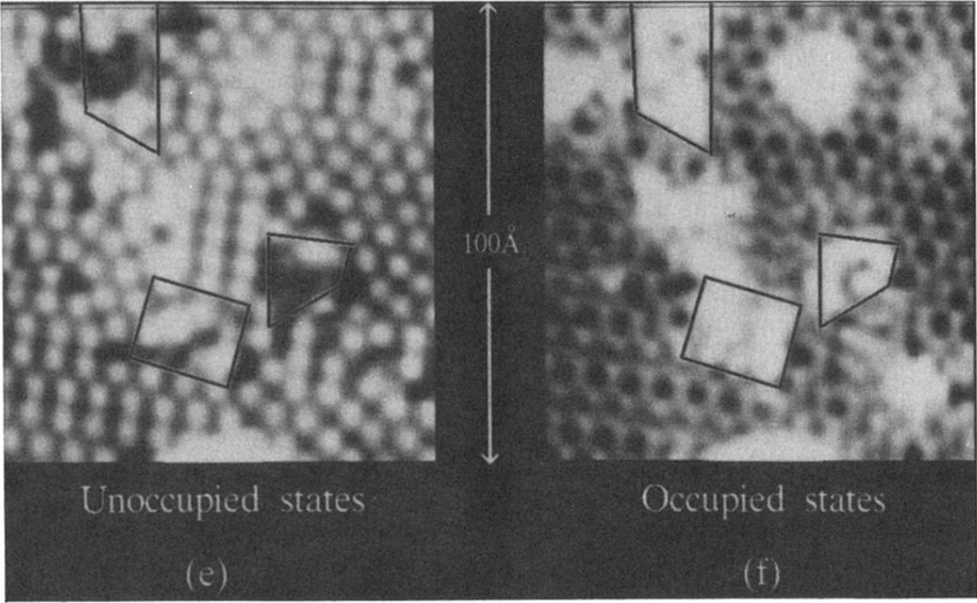 100Å
Unoccupied states
Occupied states
(e)
(f)